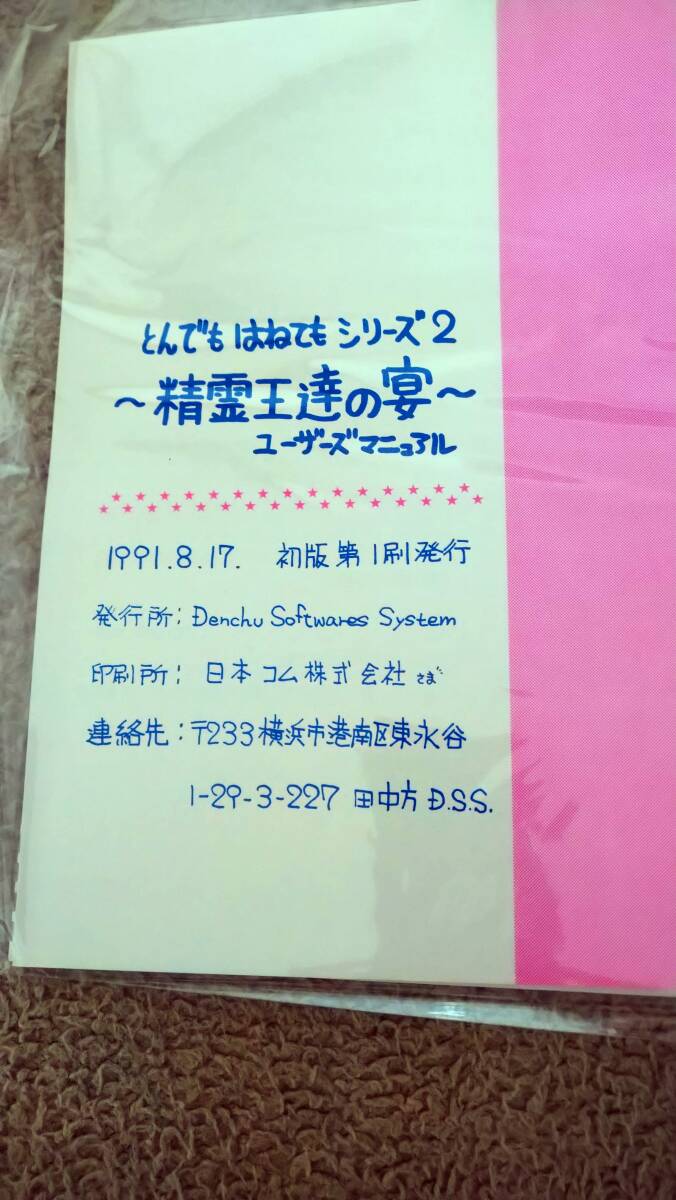 とんでも はねても シリーズ2
～精霊王達の宴～
ユーザーズマニュアル
1991.8.17. 初版第1刷発行
発行所: Denchu Softwares System
印刷所: 日本コム株式会社さま
連絡先:〒233横浜市港南区東永谷
1-29-3-227 田中方 D.S.S.